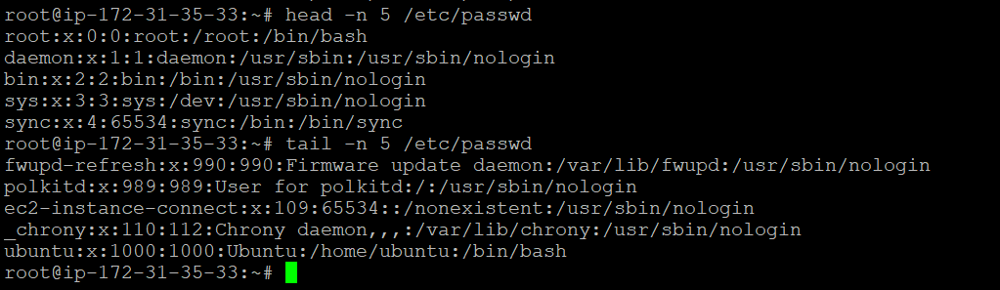 root@ip-172-31-35-33:~# head -n 5 /etc/passwd
root:x:0:0:root:/root:/bin/bash
daemon:x:1:1:daemon:/usr/sbin:/usr/sbin/nologin
bin:x:2:2:bin:/bin:/usr/sbin/nologin
sys:x:3:3:sys:/dev:/usr/sbin/nologin
sync:x:4:65534:sync:/bin:/bin/sync
root@ip-172-31-35-33:~# tail -n 5 /etc/passwd
fwupd-refresh:x:990:990:Firmware update daemon:/var/lib/fwupd:/usr/sbin/nologin
polkitd:x:989:989:User for polkitd:/:/usr/sbin/nologin
ec2-instance-connect:x:109:65534::/nonexistent:/usr/sbin/nologin
_chrony:x:110:112:Chrony daemon,,,:/var/lib/chrony:/usr/sbin/nologin
ubuntu:x:1000:1000:Ubuntu:/home/ubuntu:/bin/bash
root@ip-172-31-35-33:~#